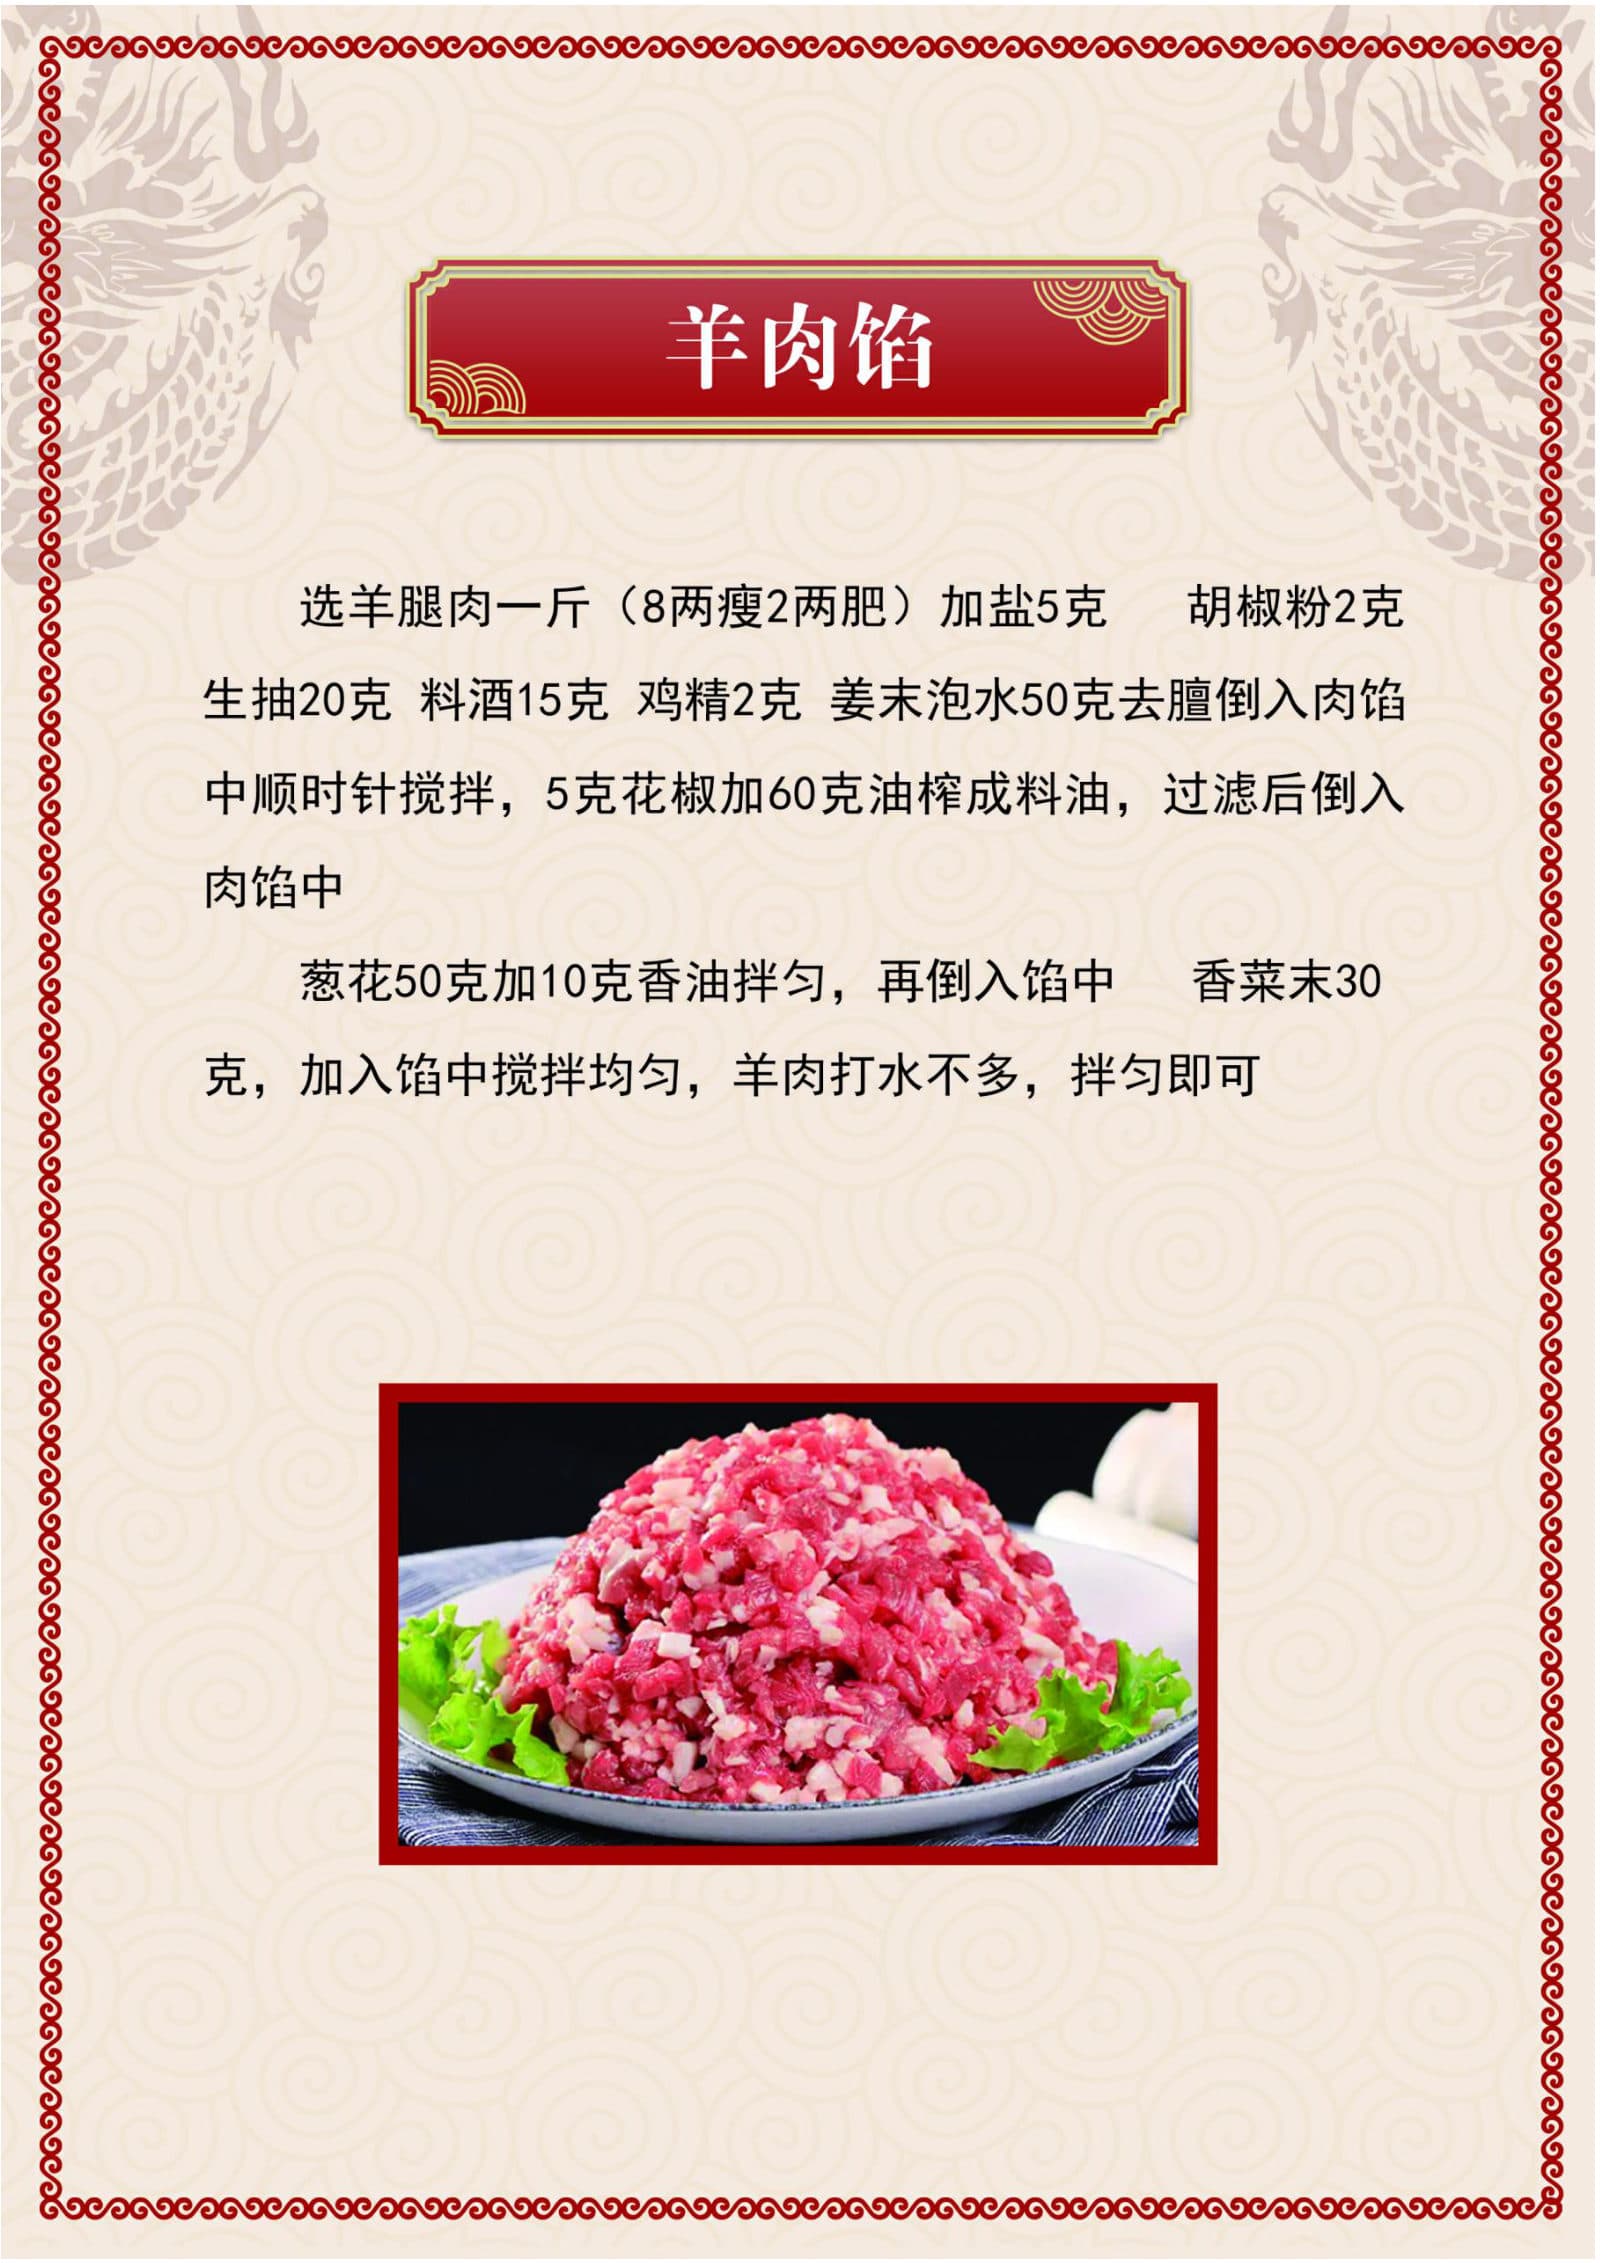 羊肉馅
选羊腿肉一斤（8两瘦2两肥）加盐5克 胡椒粉2克
生抽20克 料酒15克 鸡精2克 姜末泡水50克去膻倒入肉馅
中顺时针搅拌，5克花椒加60克油榨成料油，过滤后倒入
肉馅中
葱花50克加10克香油拌匀，再倒入馅中 香菜末30
克，加入馅中搅拌均匀，羊肉打水不多，拌匀即可